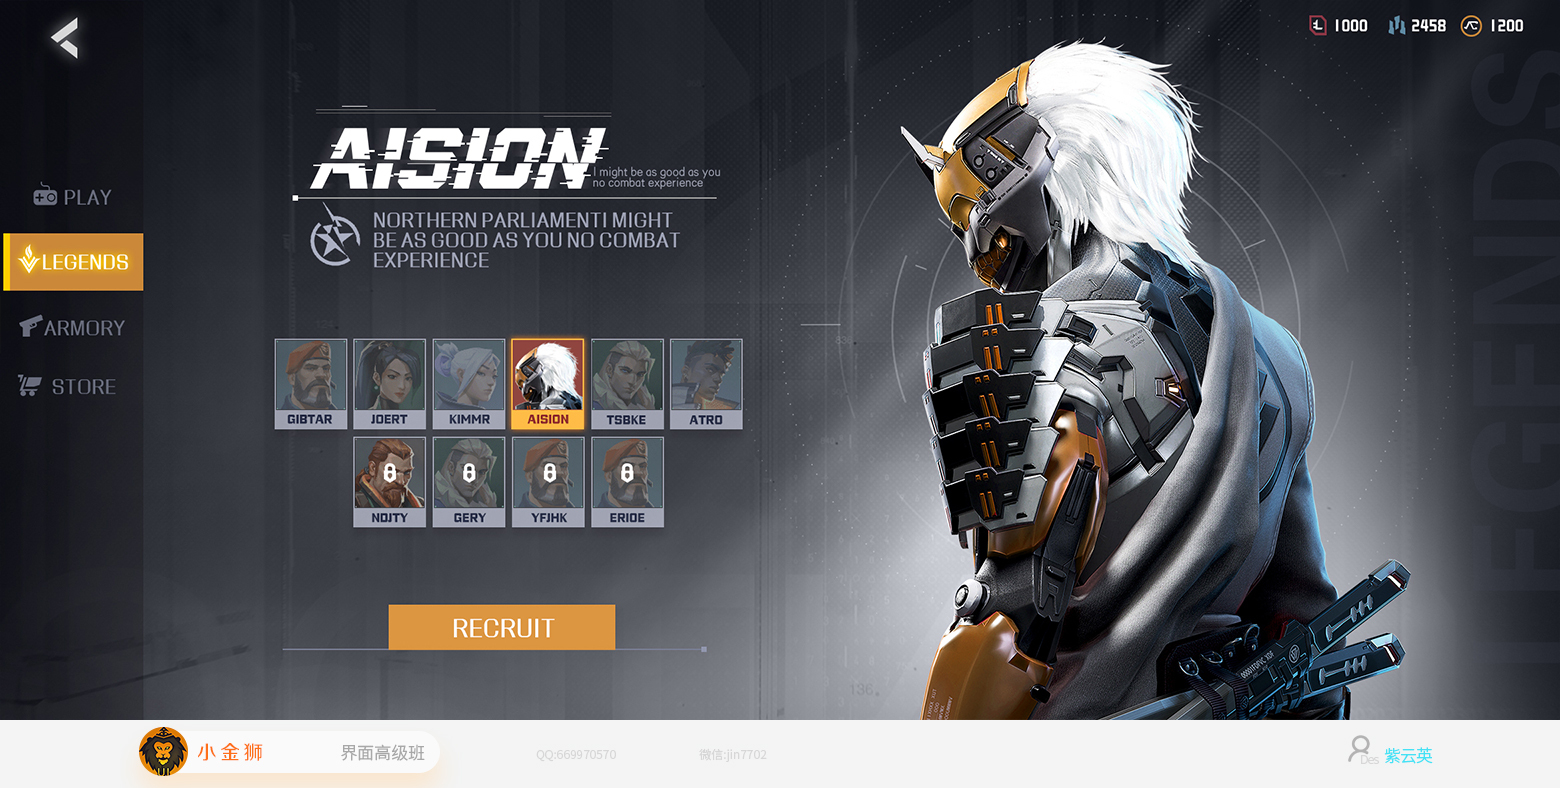 1000 2458 1200
AISION
I might be as good as you
no combat experience
NORTHERN PARLIAMENTI MIGHT
BE AS GOOD AS YOU NO COMBAT
EXPERIENCE
PLAY
LEGENDS
ARMORY
STORE
GIBTAR JOERT KIMMR AISION TSBKE ATRO
NOJTY GERY YFJHK ERIOE
RECRUIT
LEGENDS
136
小金狮 界面高级班 QQ:669970570 微信:jin7702 Des 紫云英